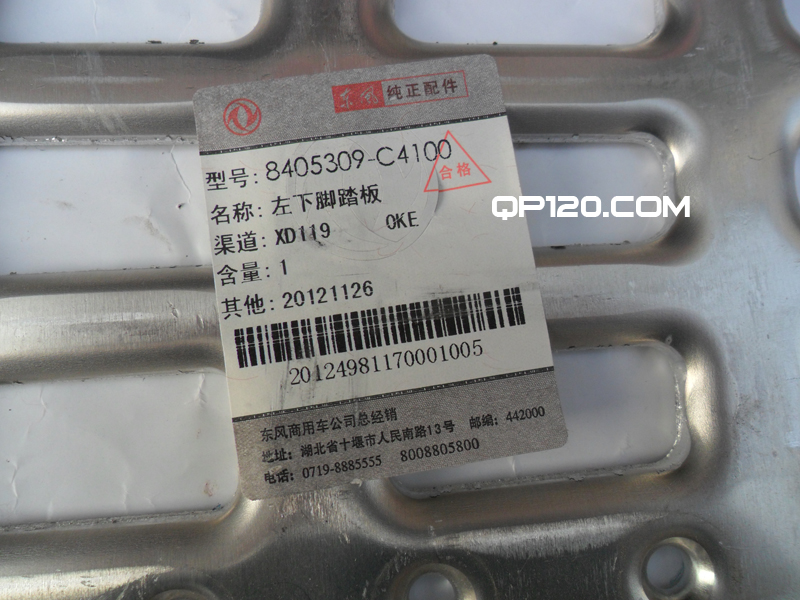 东风 纯正配件
型号: 8405309-C4100
合格
名称: 左下脚踏板
QP120.COM
渠道: XD119 OKE
含量: 1
其他: 20121126
20124981170001005
东风商用车公司总经销
地址: 湖北省十堰市人民南路13号 邮编: 442000
电话: 0719-8885555 8008805800